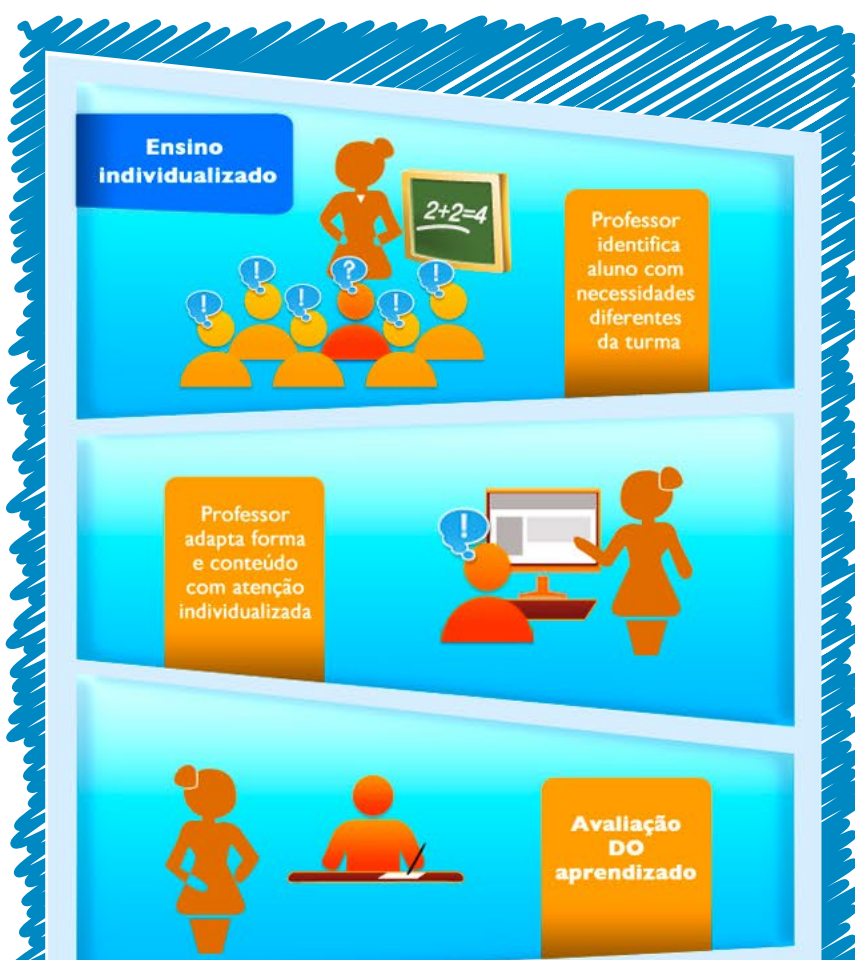 Ensino
individualizado
2+2=4
!
!
!
?
!
!
Professor
identifica
aluno com
necessidades
diferentes
da turma
Professor
adapta forma
e conteúdo
com atenção
individualizada
!
Avaliação
DO
aprendizado